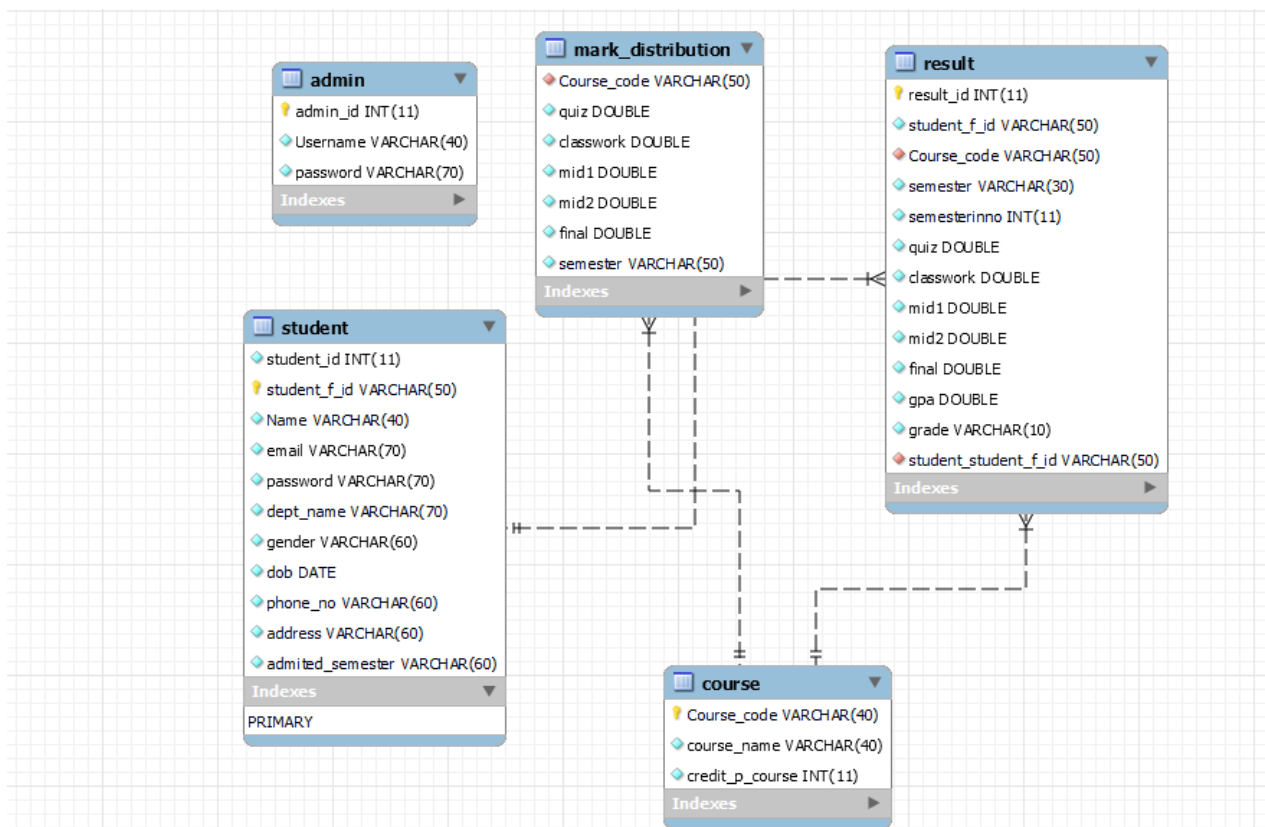 admin
admin_id INT(11)
Username VARCHAR(40)
password VARCHAR(70)
Indexes
mark_distribution
Course_code VARCHAR(50)
quiz DOUBLE
classwork DOUBLE
mid1 DOUBLE
mid2 DOUBLE
final DOUBLE
semester VARCHAR(50)
Indexes
result
result_id INT(11)
student_f_id VARCHAR(50)
Course_code VARCHAR(50)
semester VARCHAR(30)
semesterinno INT(11)
quiz DOUBLE
classwork DOUBLE
mid1 DOUBLE
mid2 DOUBLE
final DOUBLE
gpa DOUBLE
grade VARCHAR(10)
student_student_f_id VARCHAR(50)
Indexes
student
student_id INT(11)
student_f_id VARCHAR(50)
Name VARCHAR(40)
email VARCHAR(70)
password VARCHAR(70)
dept_name VARCHAR(70)
gender VARCHAR(60)
dob DATE
phone_no VARCHAR(60)
address VARCHAR(60)
admited_semester VARCHAR(60)
Indexes
PRIMARY
course
Course_code VARCHAR(40)
course_name VARCHAR(40)
credit_p_course INT(11)
Indexes